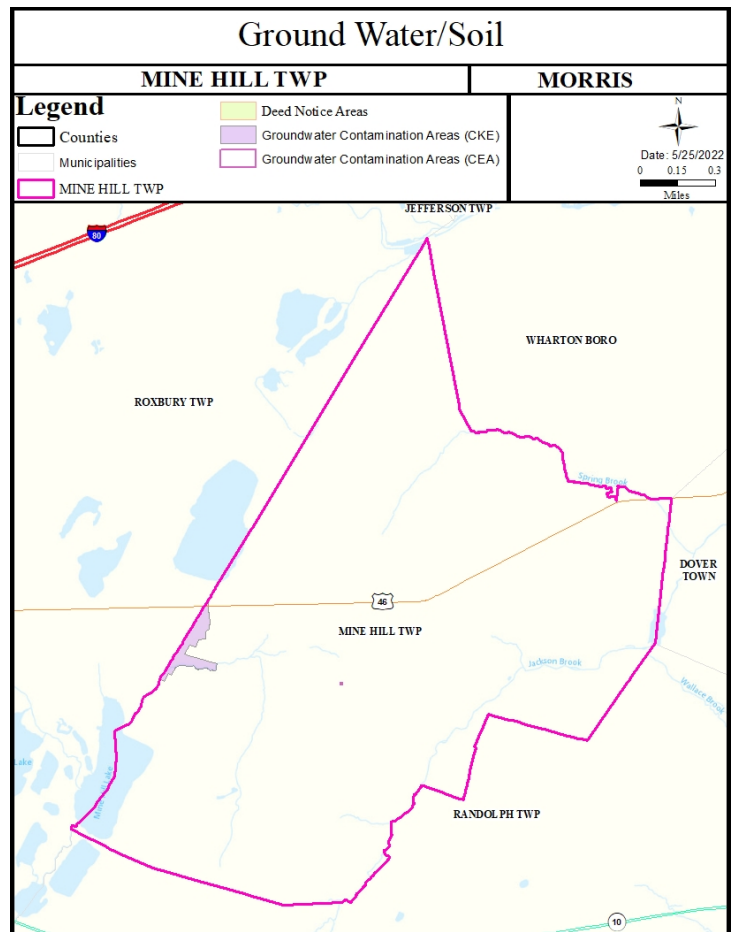 Ground Water/Soil
MINE HILL TWP
MORRIS
Legend
Counties
Municipalities
MINE HILL TWP
Deed Notice Areas
Groundwater Contamination Areas (CKE)
Groundwater Contamination Areas (CEA)
N
Date: 5/25/2022
0 0.15 0.3
Miles
JEFFERSON TWP
80
WHARTON BORO
ROXBURY TWP
Spring Brook
DOVER
TOWN
46
MINE HILL TWP
Jackson Brook
Wallace Brook
Lake
Lake
RANDOLPH TWP
10